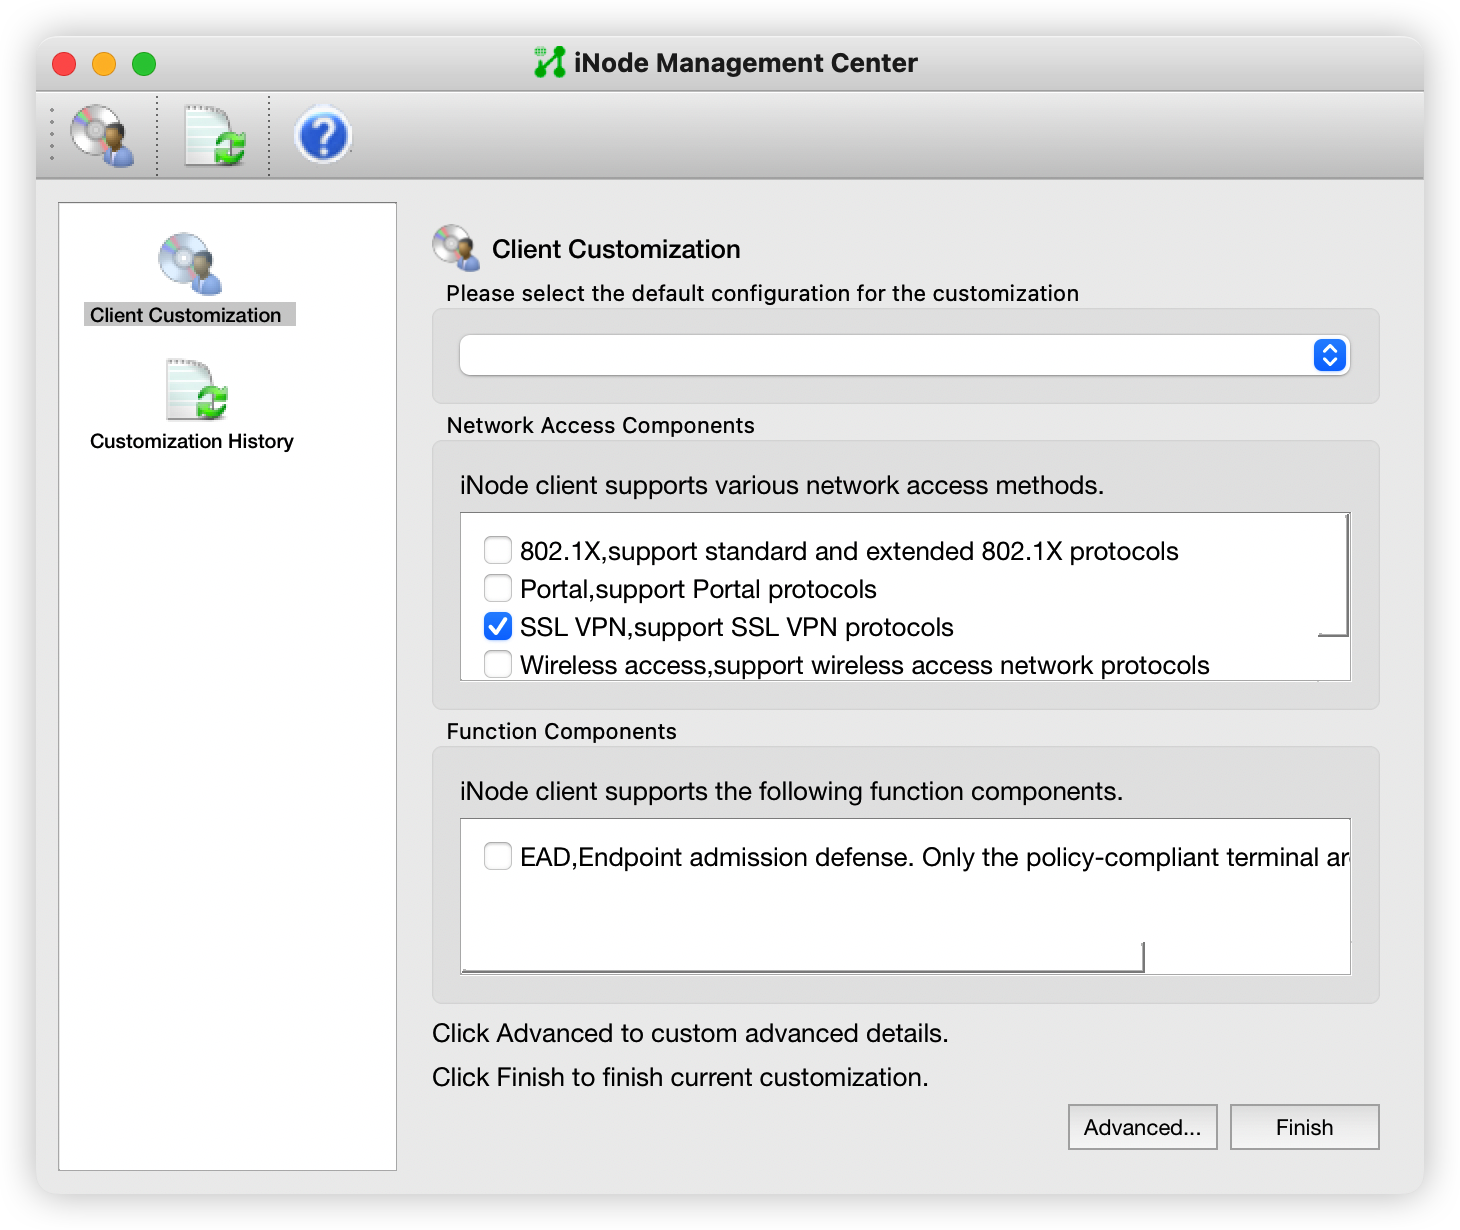 iNode Management Center
Client Customization
Customization History
Client Customization
Please select the default configuration for the customization
Network Access Components
iNode client supports various network access methods.
802.1X,support standard and extended 802.1X protocols
Portal,support Portal protocols
SSL VPN,support SSL VPN protocols
Wireless access,support wireless access network protocols
Function Components
iNode client supports the following function components.
EAD,Endpoint admission defense. Only the policy-compliant terminal
Click Advanced to custom advanced details.
Click Finish to finish current customization.
Advanced...
Finish